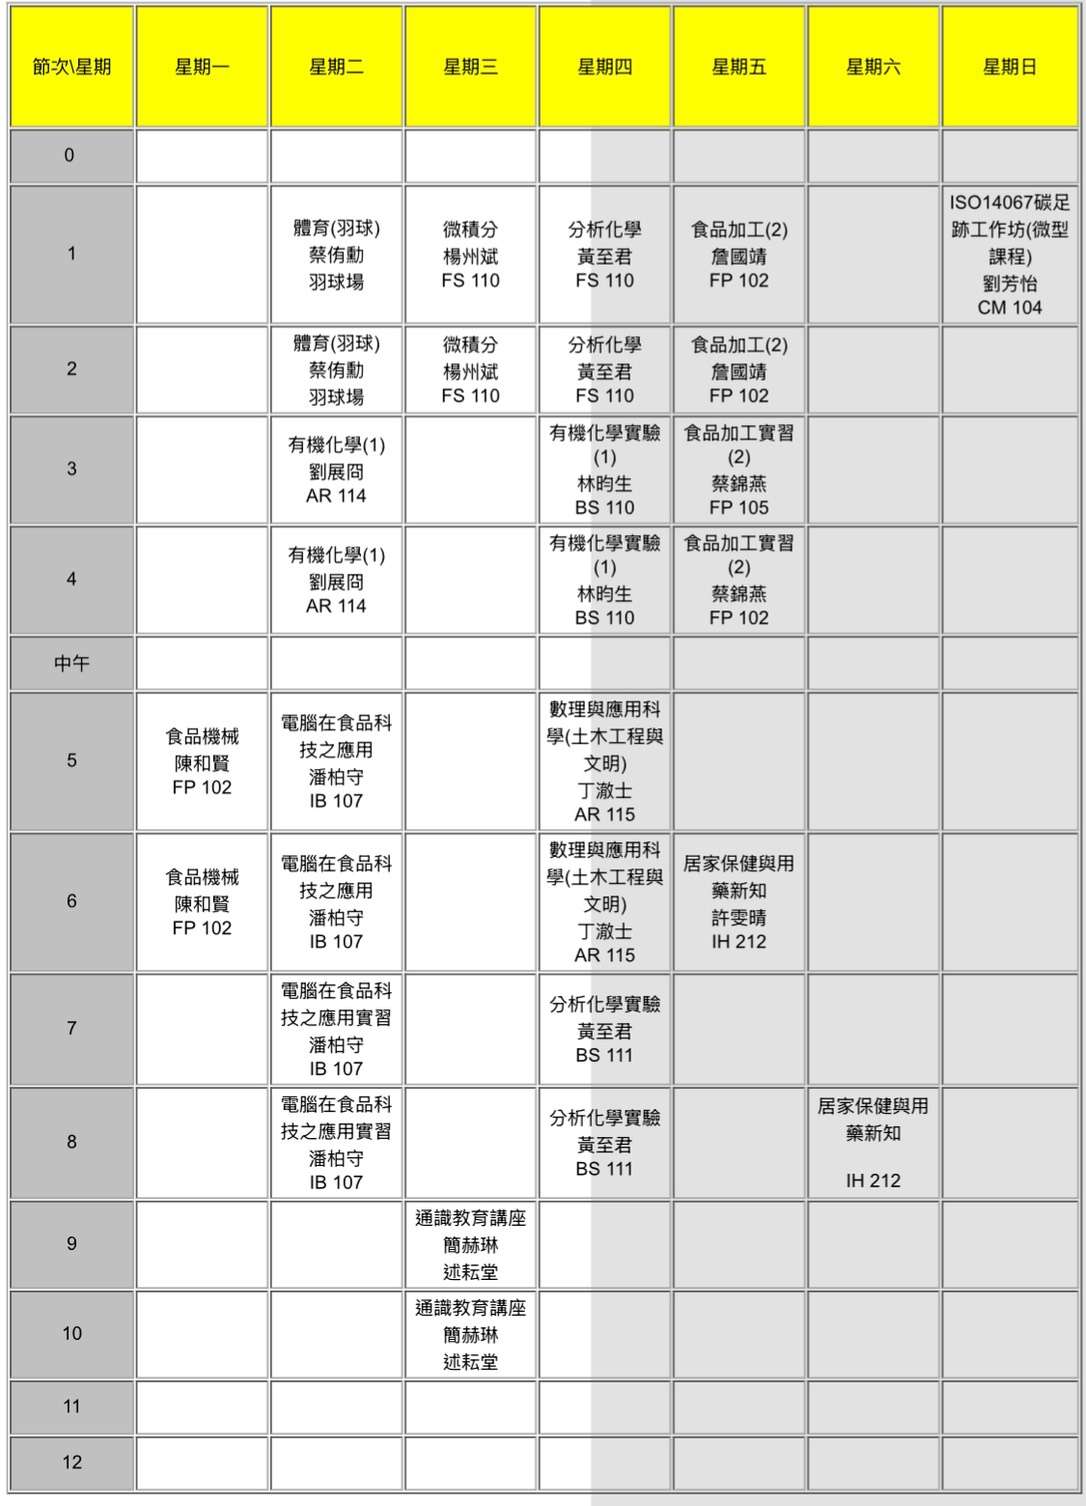 節次\星期
星期一
星期二
星期三
星期四
星期五
星期六
星期日
0
1
體育(羽球)
蔡侑勳
羽球場
微積分
楊州斌
FS 110
分析化學
黃至君
FS 110
食品加工(2)
詹國靖
FP 102
ISO14067碳足
跡工作坊(微型
課程)
劉芳怡
CM 104
2
體育(羽球)
蔡侑勳
羽球場
微積分
楊州斌
FS 110
分析化學
黃至君
FS 110
食品加工(2)
詹國靖
FP 102
3
有機化學(1)
劉展冏
AR 114
有機化學實驗
(1)
林昀生
BS 110
食品加工實習
(2)
蔡錦燕
FP 105
4
有機化學(1)
劉展冏
AR 114
有機化學實驗
(1)
林昀生
BS 110
食品加工實習
(2)
蔡錦燕
FP 102
中午
5
食品機械
陳和賢
FP 102
電腦在食品科
技之應用
潘柏守
IB 107
數理與應用科
學(土木工程與
文明)
丁澈士
AR 115
6
食品機械
陳和賢
FP 102
電腦在食品科
技之應用
潘柏守
IB 107
數理與應用科
學(土木工程與
文明)
丁澈士
AR 115
居家保健與用
藥新知
許雯晴
IH 212
7
電腦在食品科
技之應用實習
潘柏守
IB 107
分析化學實驗
黃至君
BS 111
8
電腦在食品科
技之應用實習
潘柏守
IB 107
分析化學實驗
黃至君
BS 111
居家保健與用
藥新知
IH 212
9
通識教育講座
簡赫琳
述耘堂
10
通識教育講座
簡赫琳
述耘堂
11
12